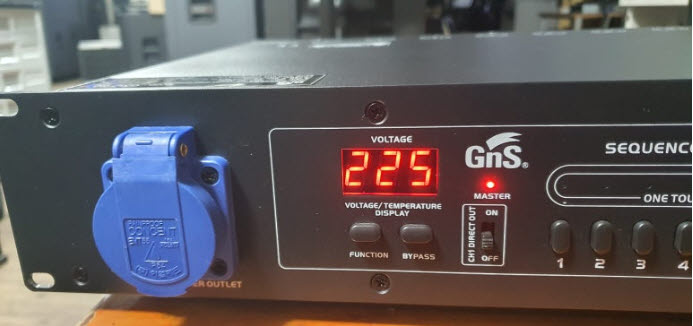 VOLTAGE
225
GnS®
SEQUENC
MASTER
VOLTAGE/TEMPERATURE
DISPLAY
ONE TOU
CH1 DIRECT OUT
ON
OFF
FUNCTION
BYPASS
1 2 3 4
OUTLET